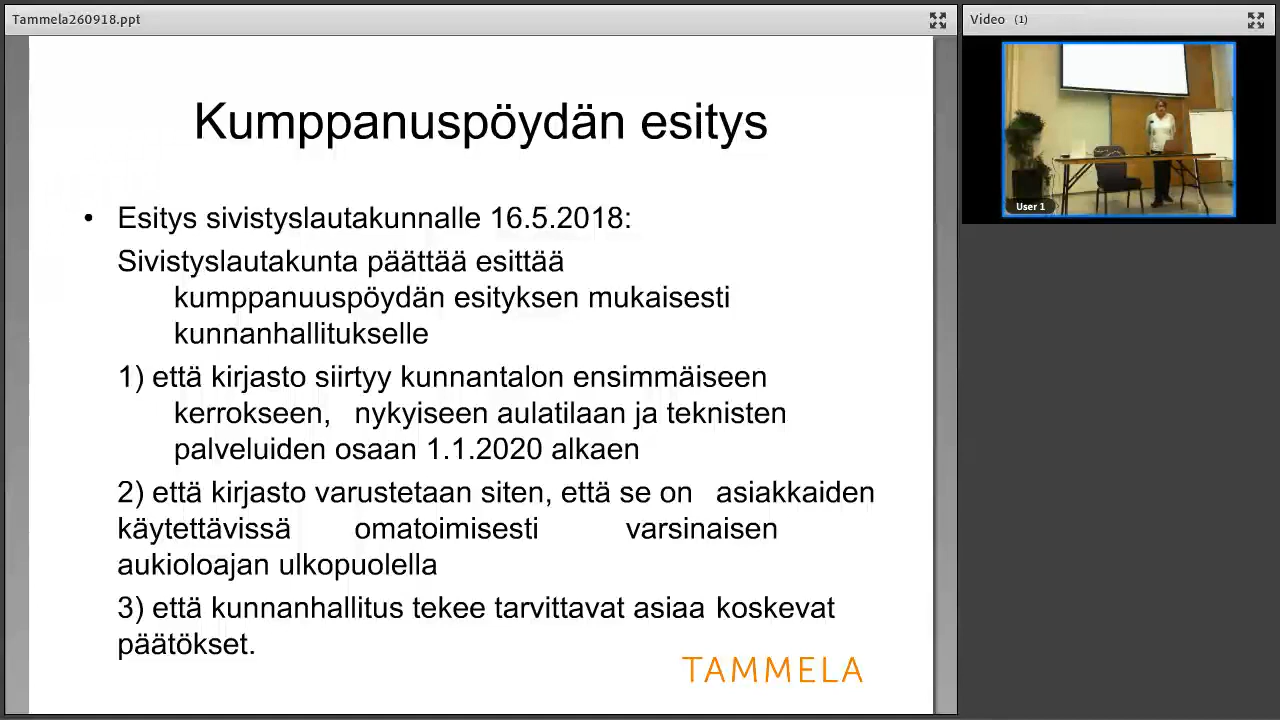 Tammela260918.ppt
Video (1)
User 1
Kumppanuspöydän esitys
• Esitys sivistyslautakunnalle 16.5.2018:
Sivistyslautakunta päättää esittää
kumppanuuspöydän esityksen mukaisesti
kunnanhallitukselle
1) että kirjasto siirtyy kunnantalon ensimmäiseen
kerrokseen, nykyiseen aulatilaan ja teknisten
palveluiden osaan 1.1.2020 alkaen
2) että kirjasto varustetaan siten, että se on asiakkaiden
käytettävissä omatoimisesti varsinaisen
aukioloajan ulkopuolella
3) että kunnanhallitus tekee tarvittavat asiaa koskevat
päätökset.
TAMMELA